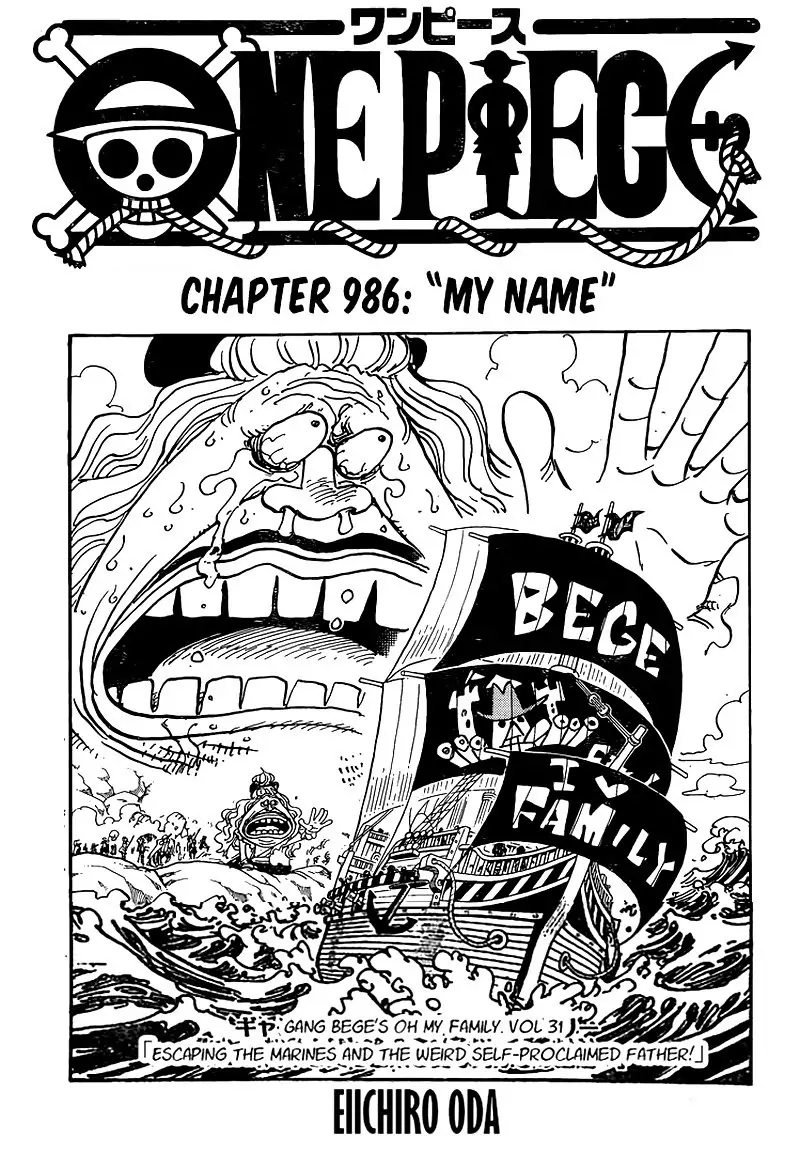 ワンピース
ONE PIECE
CHAPTER 986: "MY NAME"
BEGE
I ♥
FAMILY
ギャ GANG BEGE'S OH MY FAMILY. VOL 31
「ESCAPING THE MARINES AND THE WEIRD SELF-PROCLAIMED FATHER!」
EIICHIRO ODA